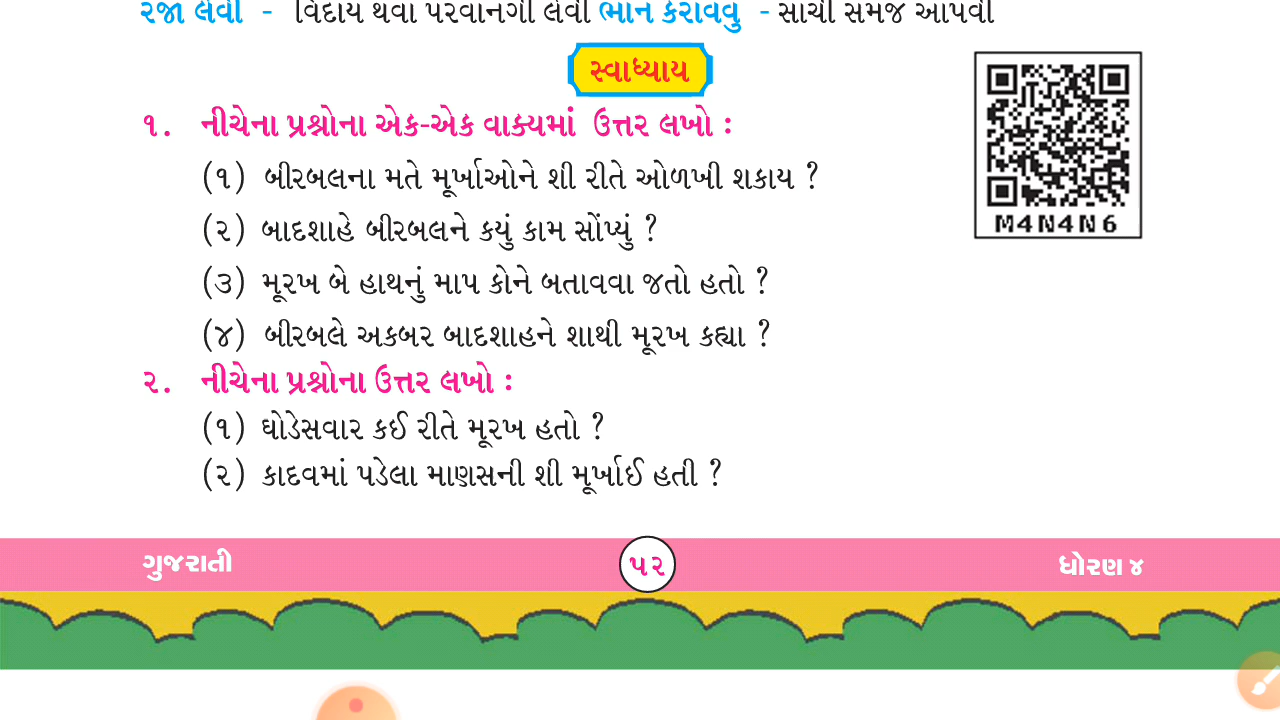 રજા લેવી - વિદાય થવા પરવાનગી લેવી ભાન કરાવવું - સાચી સમજ આપવી
સ્વાધ્યાય
૧. નીચેના પ્રશ્નોના એક-એક વાક્યમાં ઉત્તર લખો :
(૧) બીરબલના મતે મૂર્ખાઓને શી રીતે ઓળખી શકાય ?
(૨) બાદશાહે બીરબલને કયું કામ સોંપ્યું ?
(૩) મૂરખ બે હાથનું માપ કોને બતાવવા જતો હતો ?
(૪) બીરબલે અકબર બાદશાહને શાથી મૂરખ કહ્યા ?
M4N4N6
૨. નીચેના પ્રશ્નોના ઉત્તર લખો :
(૧) ઘોડેસવાર કઈ રીતે મૂરખ હતો ?
(૨) કાદવમાં પડેલા માણસની શી મૂર્ખાઈ હતી ?
ગુજરાતી ૫૨ ધોરણ ૪